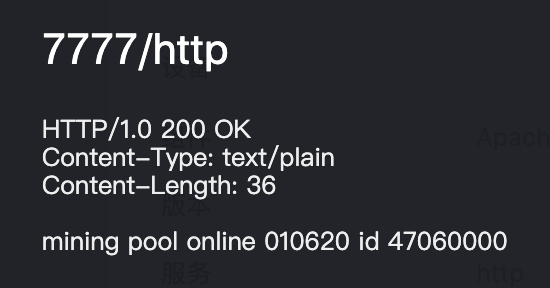 7777/http
设备
HTTP/1.0 200 OK
Apach
Content-Type: text/plain
Content-Length: 36
版本
mining pool online 010620 id 47060000
服务
http